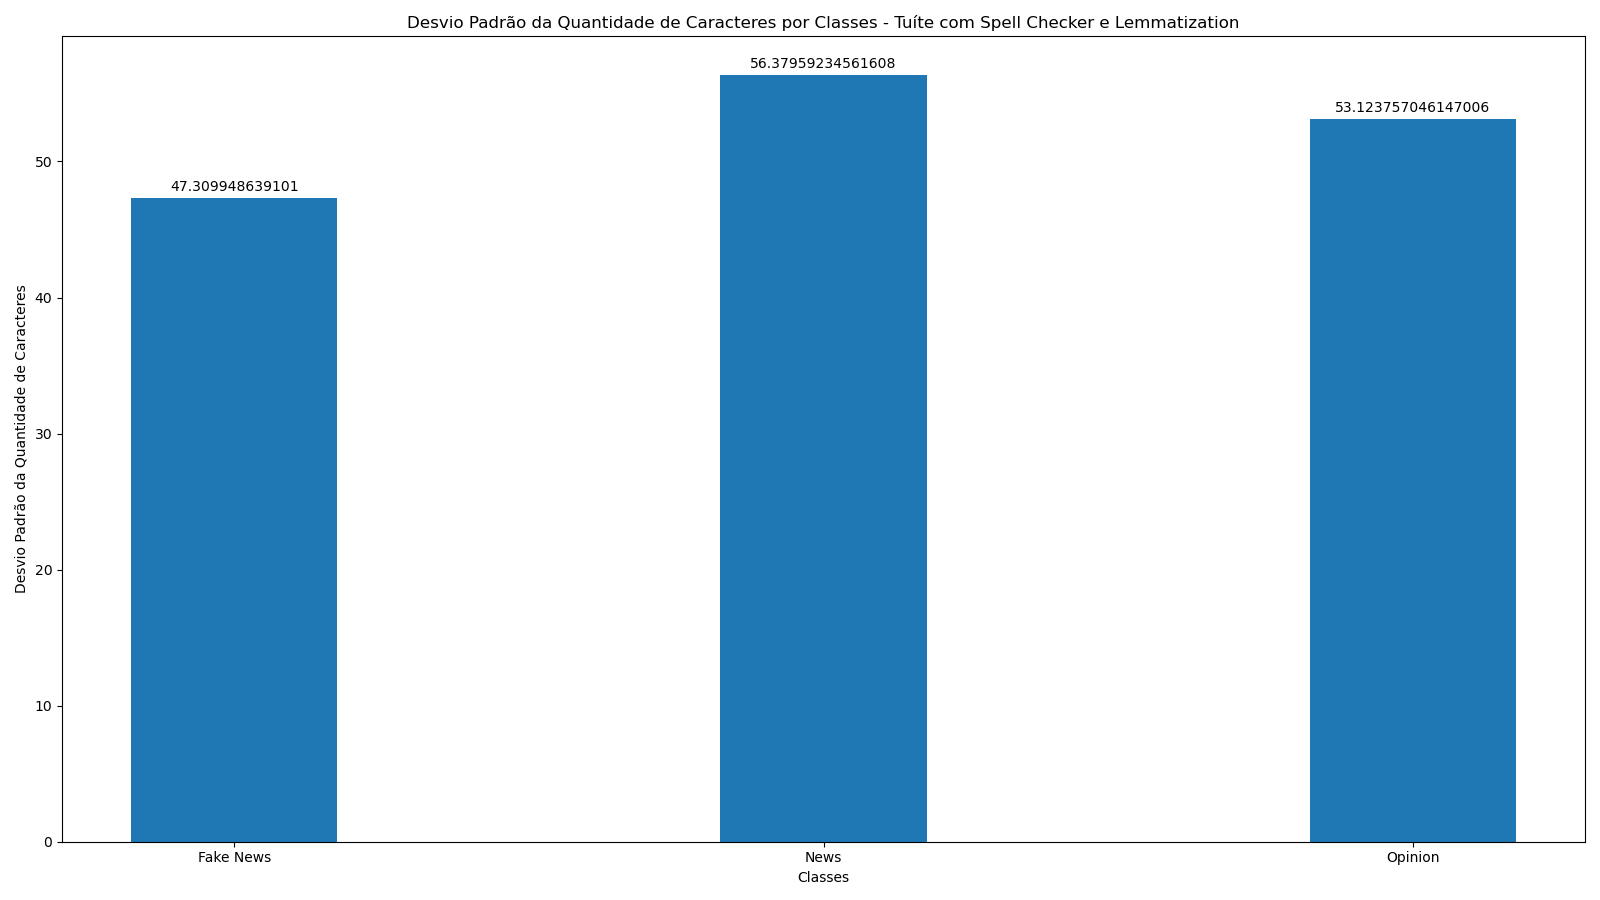 Desvio Padrão da Quantidade de Caracteres por Classes - Tuíte com Spell Checker e Lemmatization
56.37959234561608
53.123757046147006
47.309948639101
50
40
30
20
10
0
Desvio Padrão da Quantidade de Caracteres
Fake News
News
Opinion
Classes